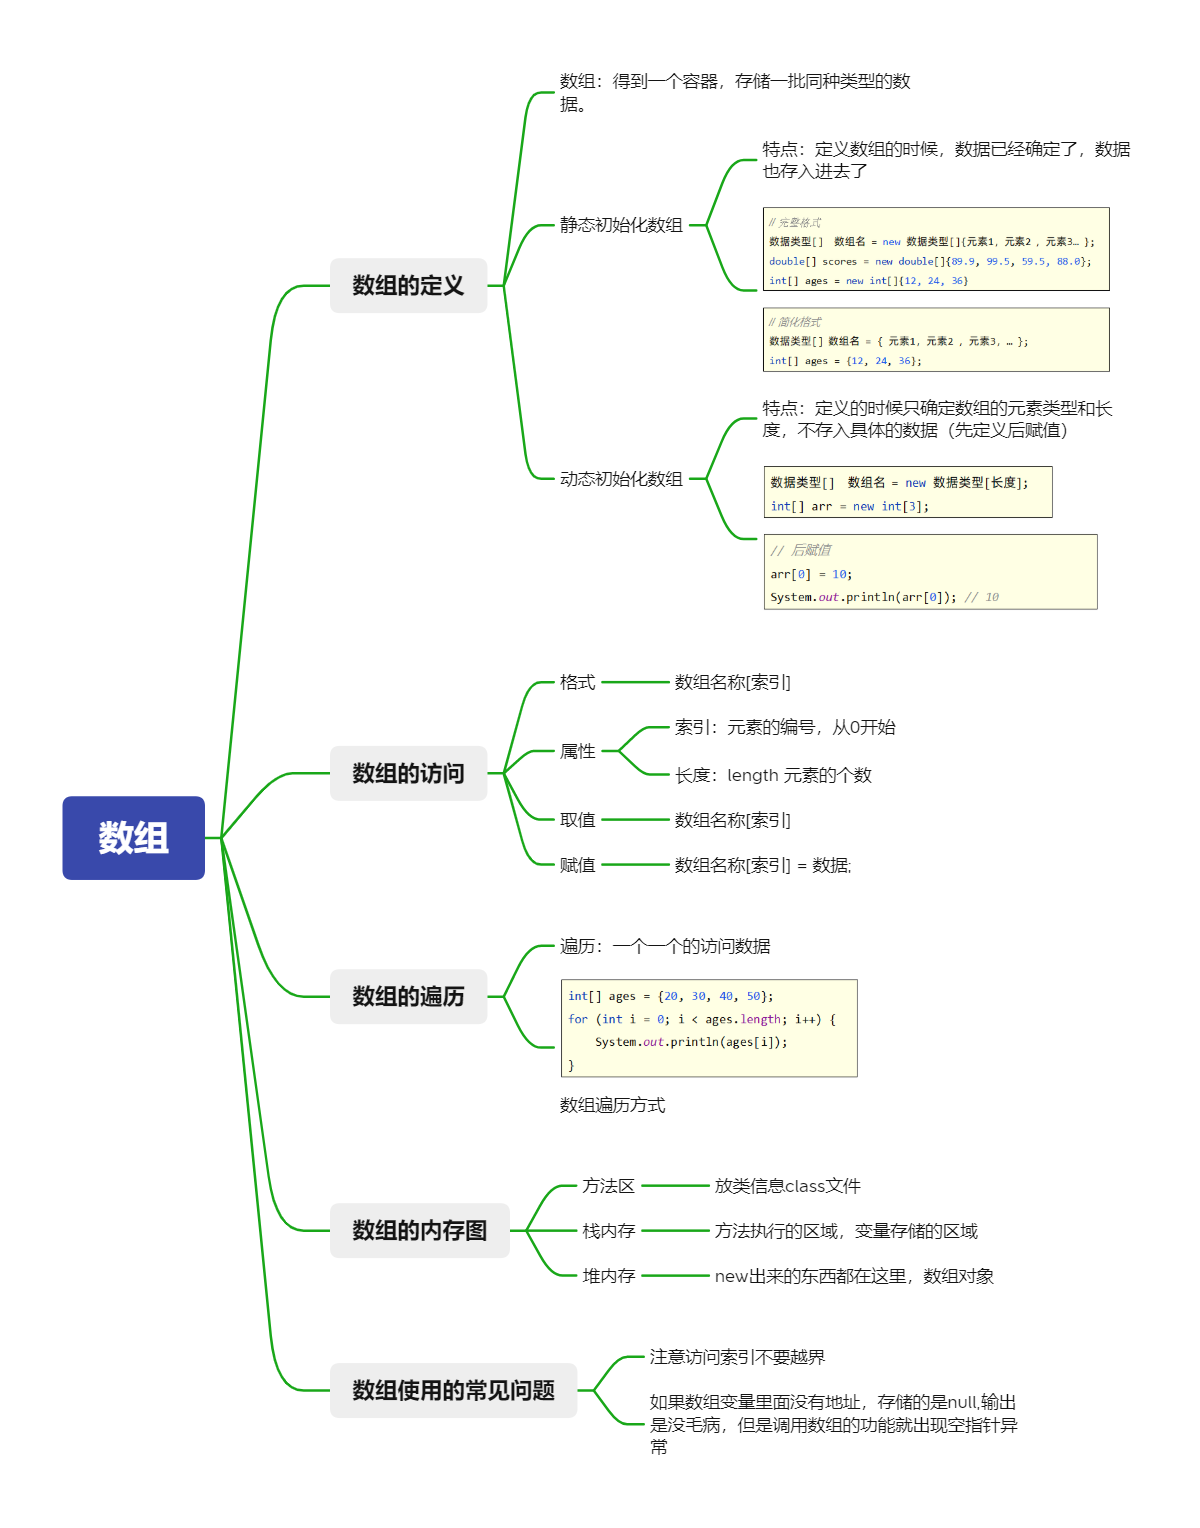 数组
数组的定义
数组：得到一个容器，存储一批同种类型的数
据。
静态初始化数组
特点：定义数组的时候，数据已经确定了，数据
也存入进去了
// 完整格式
数据类型[]  数组名 = new 数据类型[]{元素1, 元素2 , 元素3… };
double[] scores = new double[]{89.9, 99.5, 59.5, 88.0};
int[] ages = new int[]{12, 24, 36}
// 简化格式
数据类型[] 数组名 = { 元素1, 元素2 , 元素3, … };
int[] ages = {12, 24, 36};
动态初始化数组
特点：定义的时候只确定数组的元素类型和长
度，不存入具体的数据（先定义后赋值）
数据类型[]  数组名 = new 数据类型[长度];
int[] arr = new int[3];
// 后赋值
arr[0] = 10;
System.out.println(arr[0]); // 10
数组的访问
格式
数组名称[索引]
属性
索引：元素的编号，从0开始
长度：length 元素的个数
取值
数组名称[索引]
赋值
数组名称[索引] = 数据;
数组的遍历
遍历：一个一个的访问数据
int[] ages = {20, 30, 40, 50};
for (int i = 0; i < ages.length; i++) {
    System.out.println(ages[i]);
}
数组遍历方式
数组的内存图
方法区
放类信息class文件
栈内存
方法执行的区域，变量存储的区域
堆内存
new出来的东西都在这里，数组对象
数组使用的常见问题
注意访问索引不要越界
如果数组变量里面没有地址，存储的是null,输出
是没毛病，但是调用数组的功能就出现空指针异
常